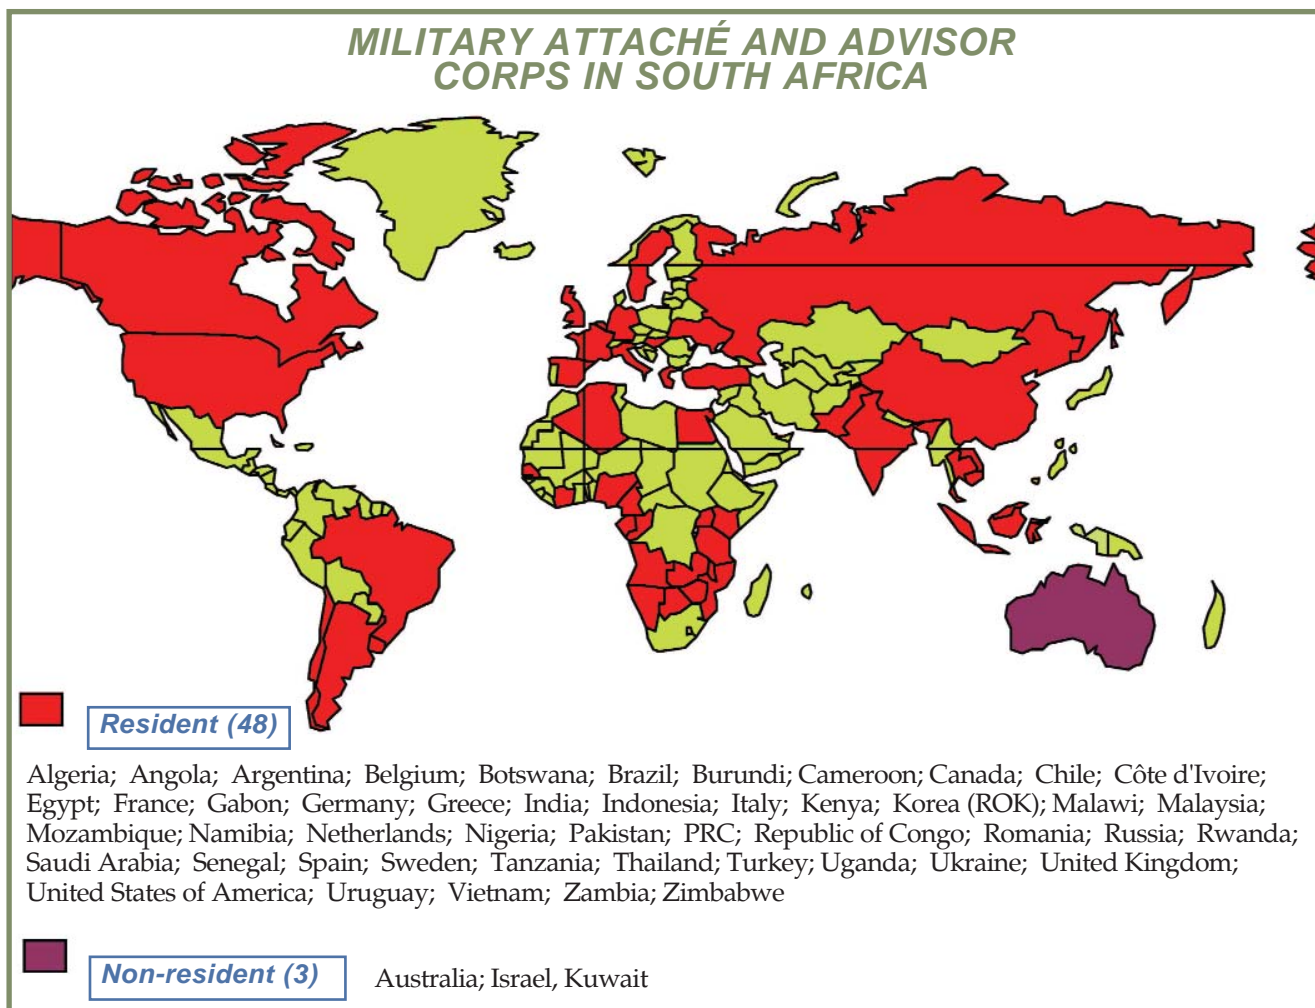 MILITARY ATTACHÉ AND ADVISOR
CORPS IN SOUTH AFRICA
Resident (48)
Algeria; Angola; Argentina; Belgium; Botswana; Brazil; Burundi; Cameroon; Canada; Chile; Côte d'Ivoire;
Egypt; France; Gabon; Germany; Greece; India; Indonesia; Italy; Kenya; Korea (ROK); Malawi; Malaysia;
Mozambique; Namibia; Netherlands; Nigeria; Pakistan; PRC; Republic of Congo; Romania; Russia; Rwanda;
Saudi Arabia; Senegal; Spain; Sweden; Tanzania; Thailand; Turkey; Uganda; Ukraine; United Kingdom;
United States of America; Uruguay; Vietnam; Zambia; Zimbabwe
Non-resident (3)
Australia; Israel, Kuwait